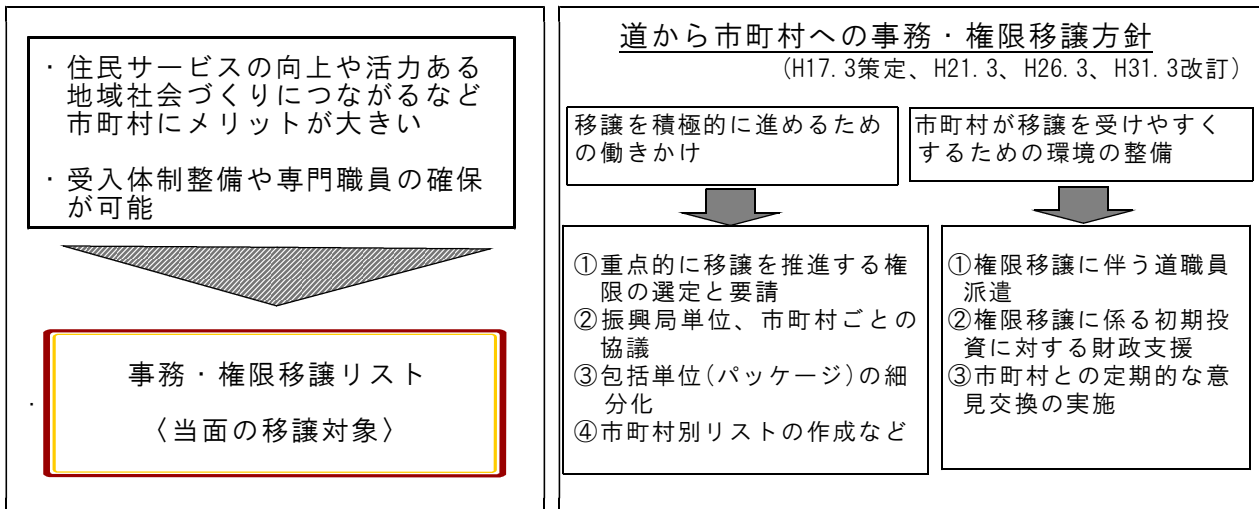 ・住民サービスの向上や活力ある
地域社会づくりにつながるなど
市町村にメリットが大きい
・受入体制整備や専門職員の確保
が可能
事務・権限移譲リスト
〈当面の移譲対象〉
.
道から市町村への事務・権限移譲方針
(H17.3策定、H21.3、H26.3、H31.3改訂)
移譲を積極的に進めるため
の働きかけ
①重点的に移譲を推進する権
限の選定と要請
②振興局単位、市町村ごとの
協議
③包括単位(パッケージ)の細
分化
④市町村別リストの作成など
市町村が移譲を受けやすく
するための環境の整備
①権限移譲に伴う道職員
派遣
②権限移譲に係る初期投
資に対する財政支援
③市町村との定期的な意
見交換の実施